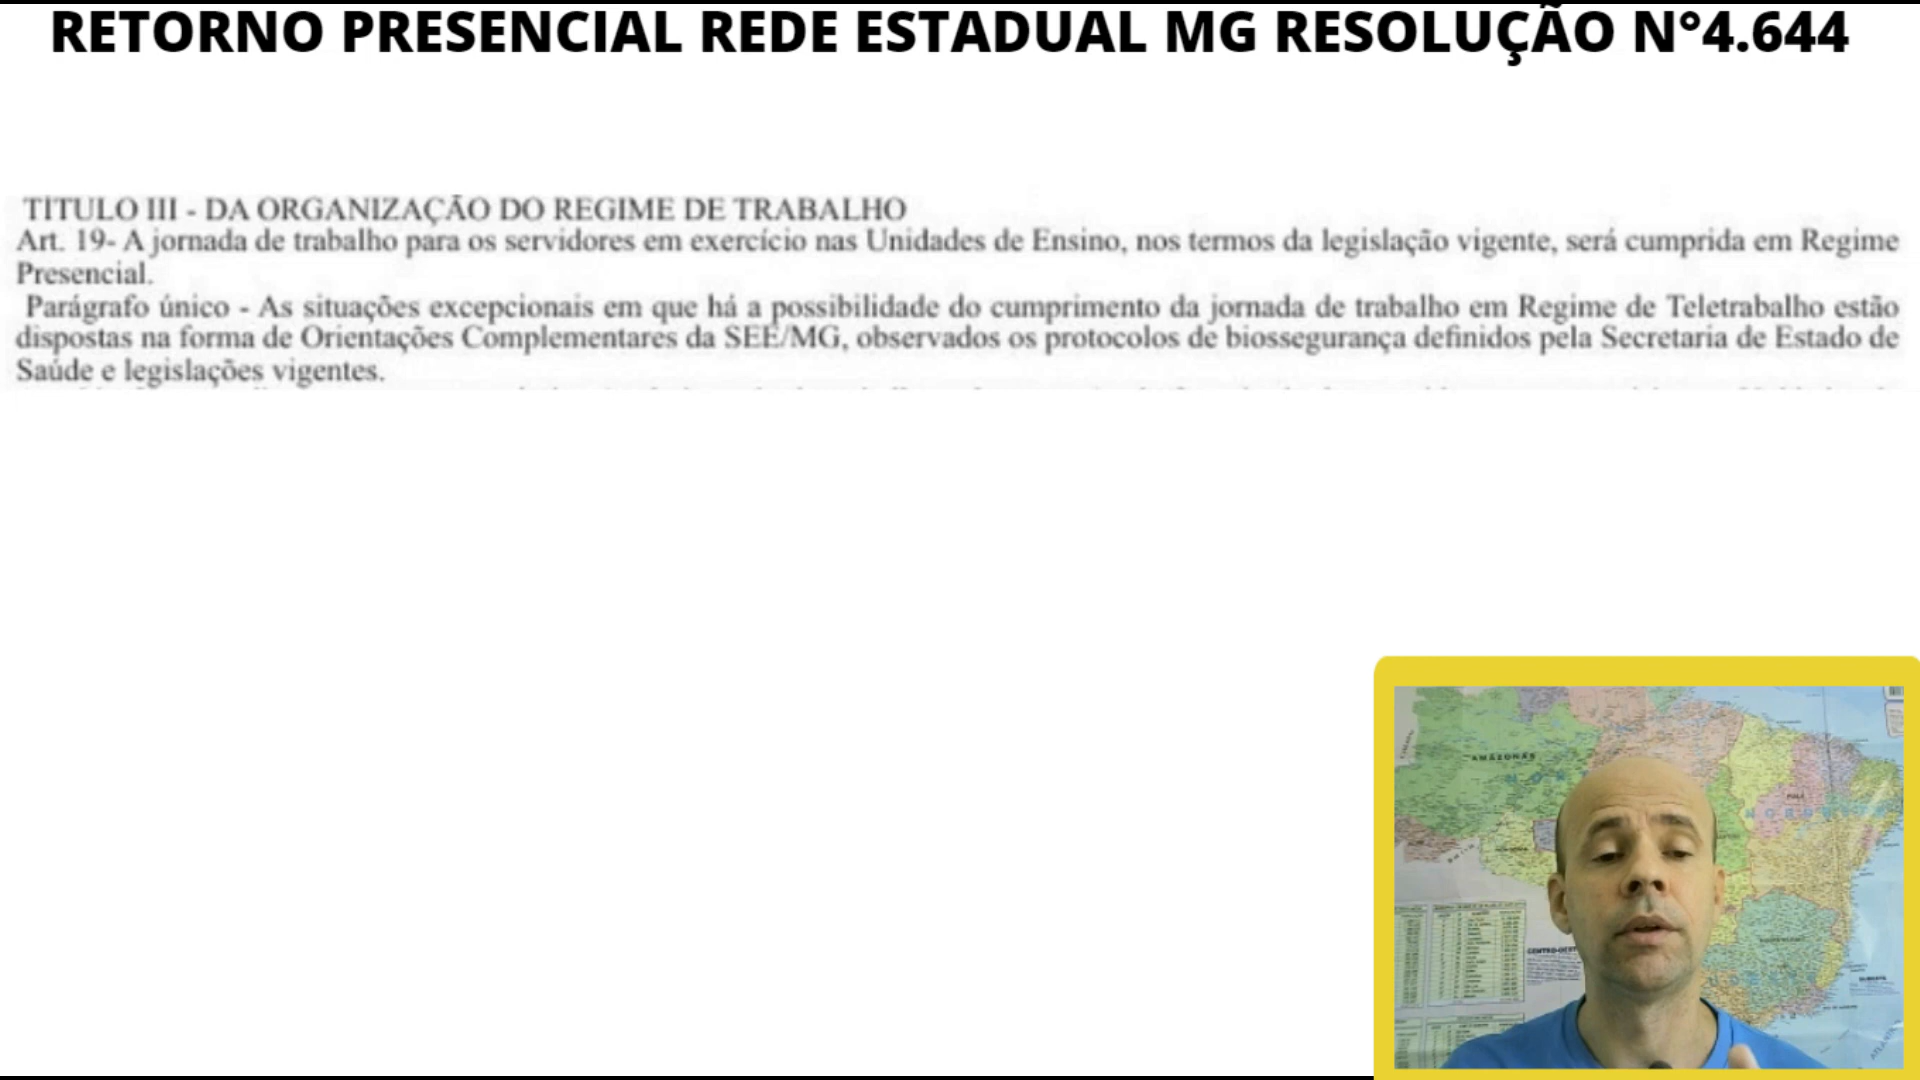 RETORNO PRESENCIAL REDE ESTADUAL MG RESOLUÇÃO N°4.644
TÍTULO III - DA ORGANIZAÇÃO DO REGIME DE TRABALHO
Art. 19- A jornada de trabalho para os servidores em exercício nas Unidades de Ensino, nos termos da legislação vigente, será cumprida em Regime
Presencial.
Parágrafo único - As situações excepcionais em que há a possibilidade do cumprimento da jornada de trabalho em Regime de Teletrabalho estão
dispostas na forma de Orientações Complementares da SEE/MG, observados os protocolos de biossegurança definidos pela Secretaria de Estado de
Saúde e legislações vigentes.
AMAZONAS
CENTRO-OESTE